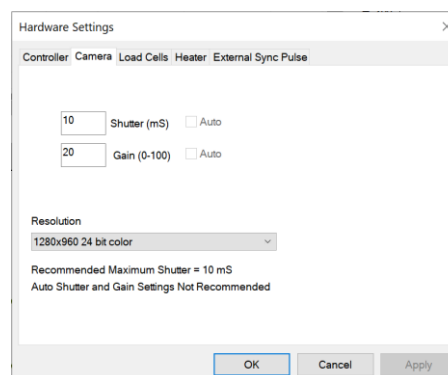 Hardware Settings
Controller Camera Load Cells Heater External Sync Pulse
10 Shutter (mS) Auto
20 Gain (0-100) Auto
Resolution
1280x960 24 bit color
Recommended Maximum Shutter = 10 mS
Auto Shutter and Gain Settings Not Recommended
OK Cancel Apply